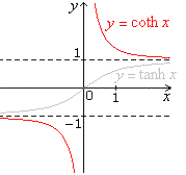 y
y = coth x
1
y = tanh x
0
1
x
−1